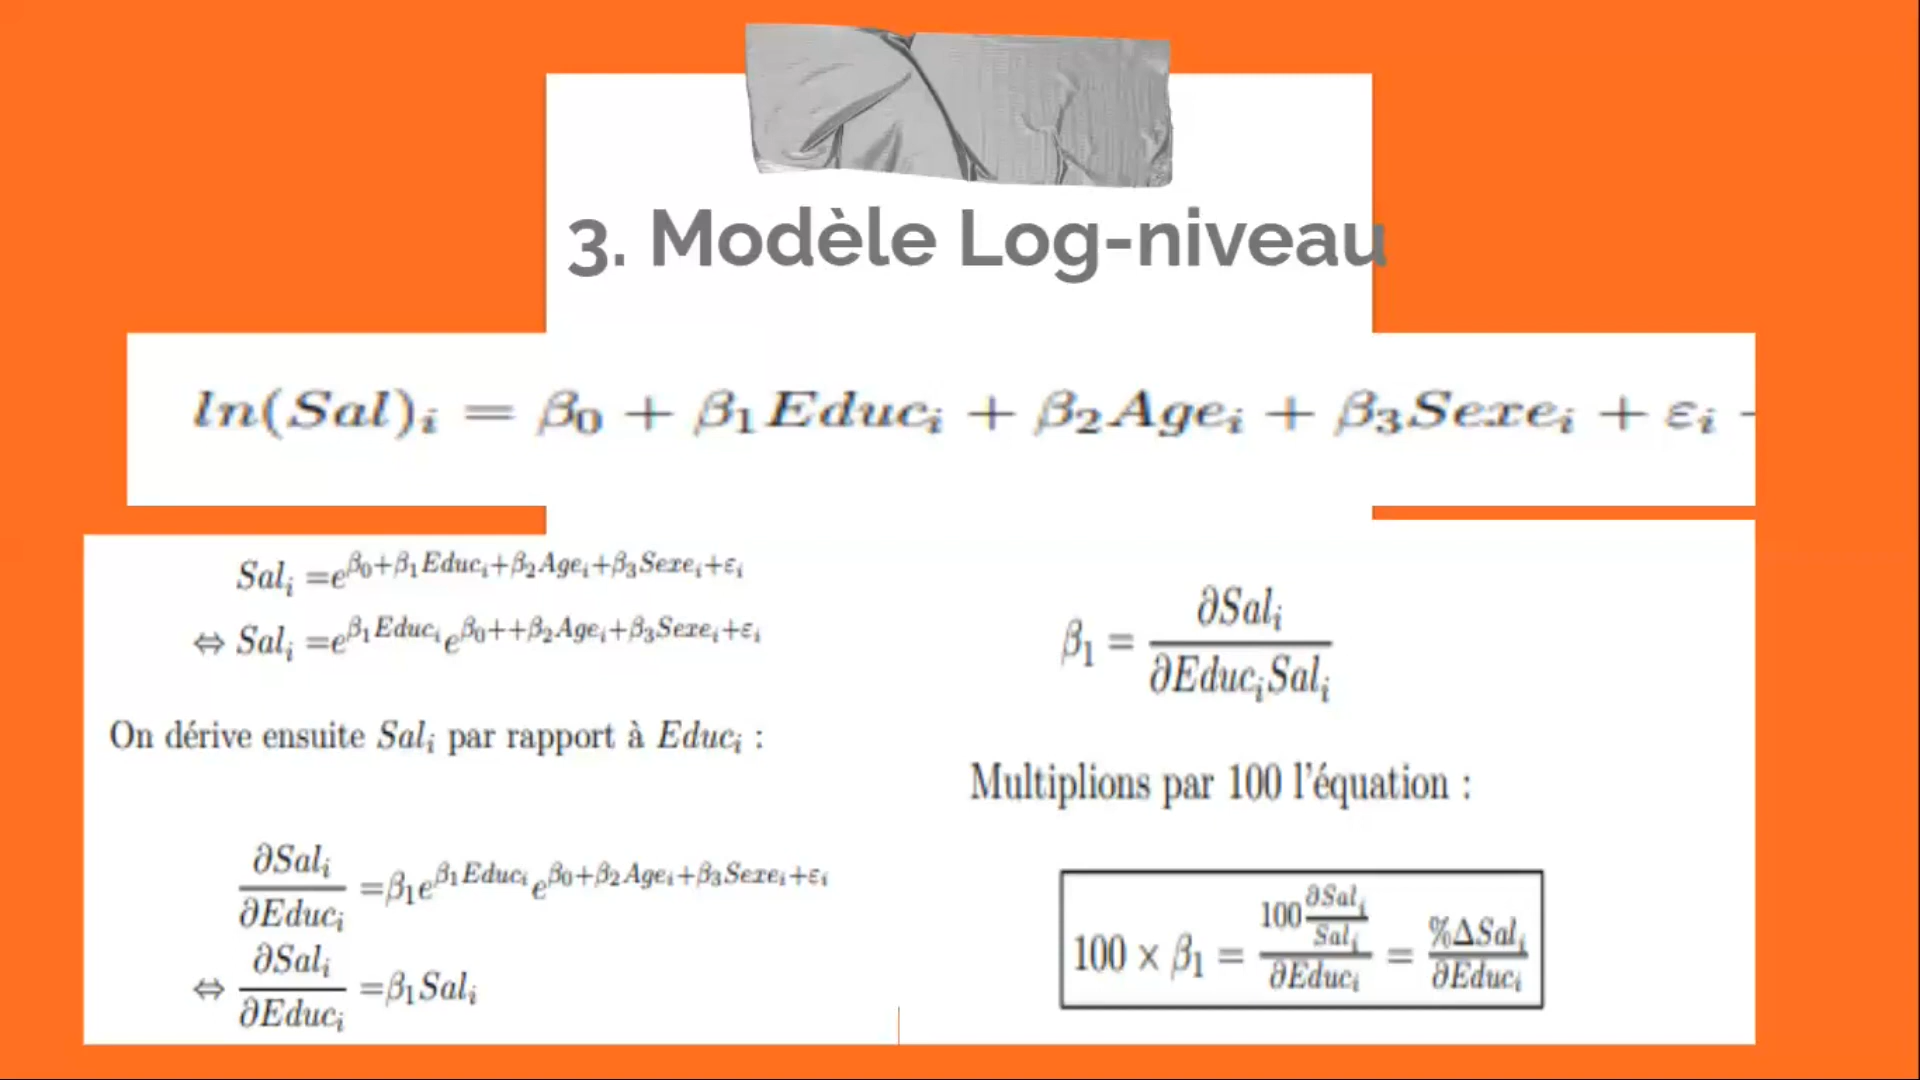 3. Modèle Log-niveau
ln(Sal)ᵢ = β₀ + β₁Educᵢ + β₂Ageᵢ + β₃Sexeᵢ + εᵢ -
Salᵢ =e^{β₀+β₁Educᵢ+β₂Ageᵢ+β₃Sexeᵢ+εᵢ}
⇔ Salᵢ =e^{β₁Educᵢ}e^{β₀++β₂Ageᵢ+β₃Sexeᵢ+εᵢ}
On dérive ensuite Salᵢ par rapport à Educᵢ :
∂Salᵢ/∂Educᵢ =β₁e^{β₁Educᵢ}e^{β₀+β₂Ageᵢ+β₃Sexeᵢ+εᵢ}
⇔ ∂Salᵢ/∂Educᵢ =β₁Salᵢ
β₁ = ∂Salᵢ/∂EducᵢSalᵢ
Multiplions par 100 l'équation :
100 × β₁ = 100 (∂Salᵢ/Salᵢ)/∂Educᵢ = %ΔSalᵢ/∂Educᵢ